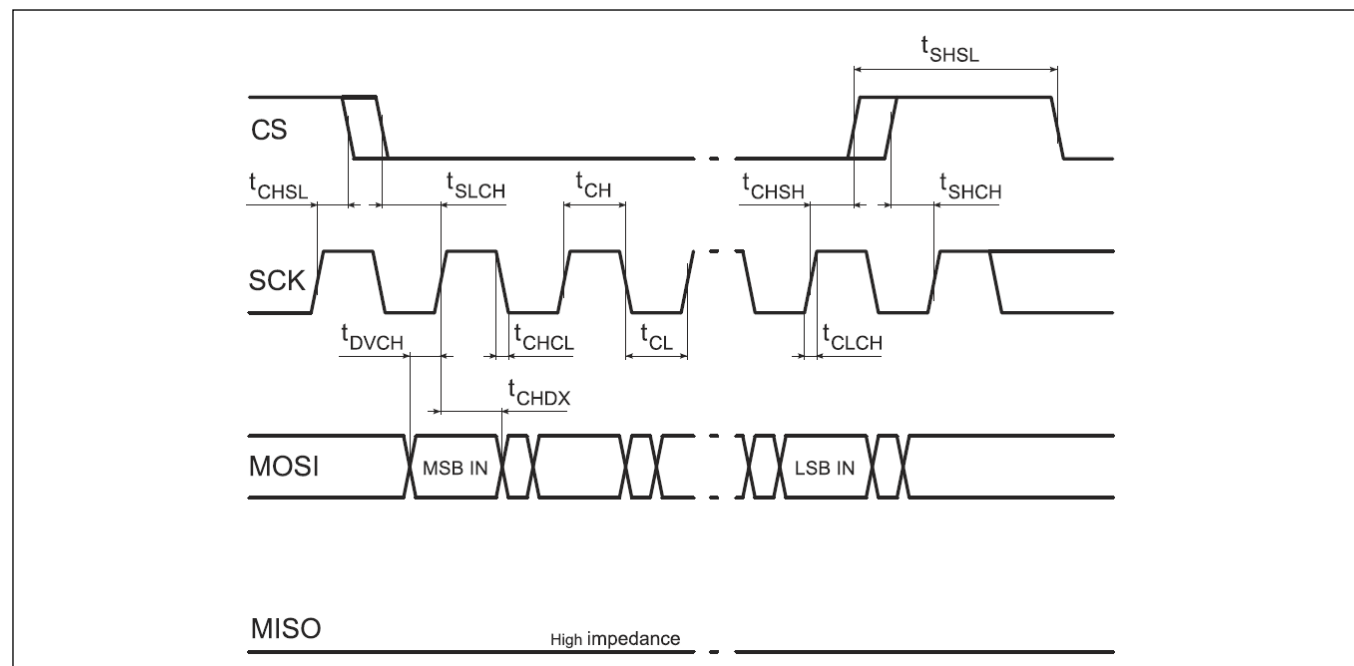 tSHSL
CS
tCHSL
tSLCH
tCH
tCHSH
tSHCH
SCK
tDVCH
tCHCL
tCL
tCLCH
tCHDX
MOSI
MSB IN
LSB IN
MISO
High impedance